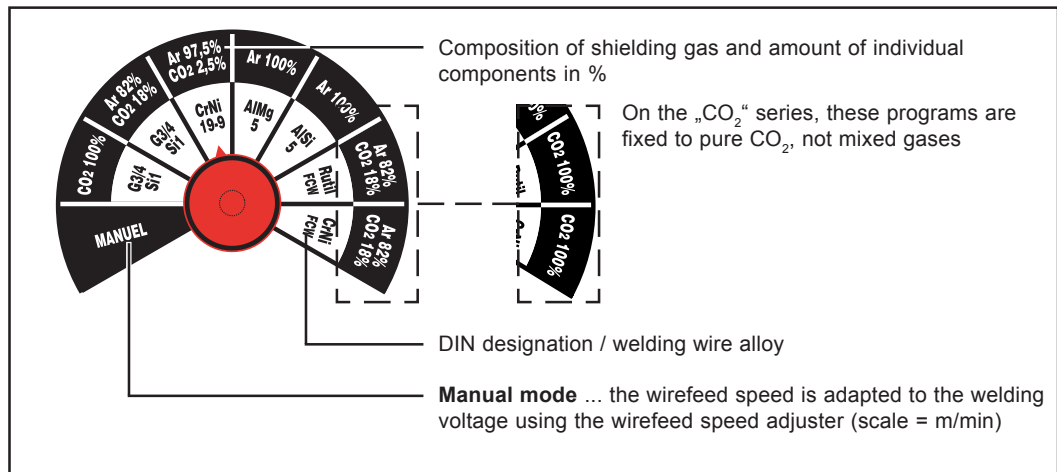 MANUEL
CO2 100%
G3/4
Si1
Ar 82%
CO2 18%
G3/4
Si1
Ar 97,5%
CO2 2,5%
CrNi
19-9
Ar 100%
AlMg
5
Ar 100%
AlSi
5
Ar 82%
CO2 18%
Rutil
FCW
Ar 82%
CO2 18%
CrNi
FCW
Composition of shielding gas and amount of individual
components in %
CO2 100%
CO2 100%
On the „CO2“ series, these programs are
fixed to pure CO2, not mixed gases
DIN designation / welding wire alloy
Manual mode ... the wirefeed speed is adapted to the welding
voltage using the wirefeed speed adjuster (scale = m/min)